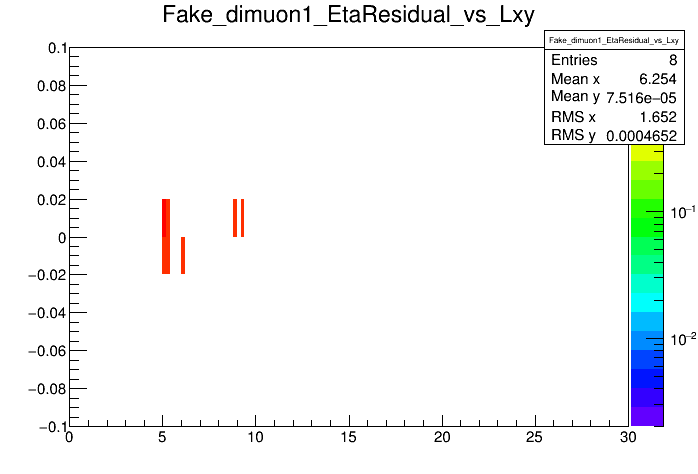 Fake_dimuon1_EtaResidual_vs_Lxy
Fake_dimuon1_EtaResidual_vs_Lxy
Entries 8
Mean x 6.254
Mean y 7.516e−05
RMS x 1.652
RMS y 0.0004652
0.1
0.08
0.06
0.04
0.02
0
−0.02
−0.04
−0.06
−0.08
−0.1
0 5 10 15 20 25 30
10⁻¹
10⁻²